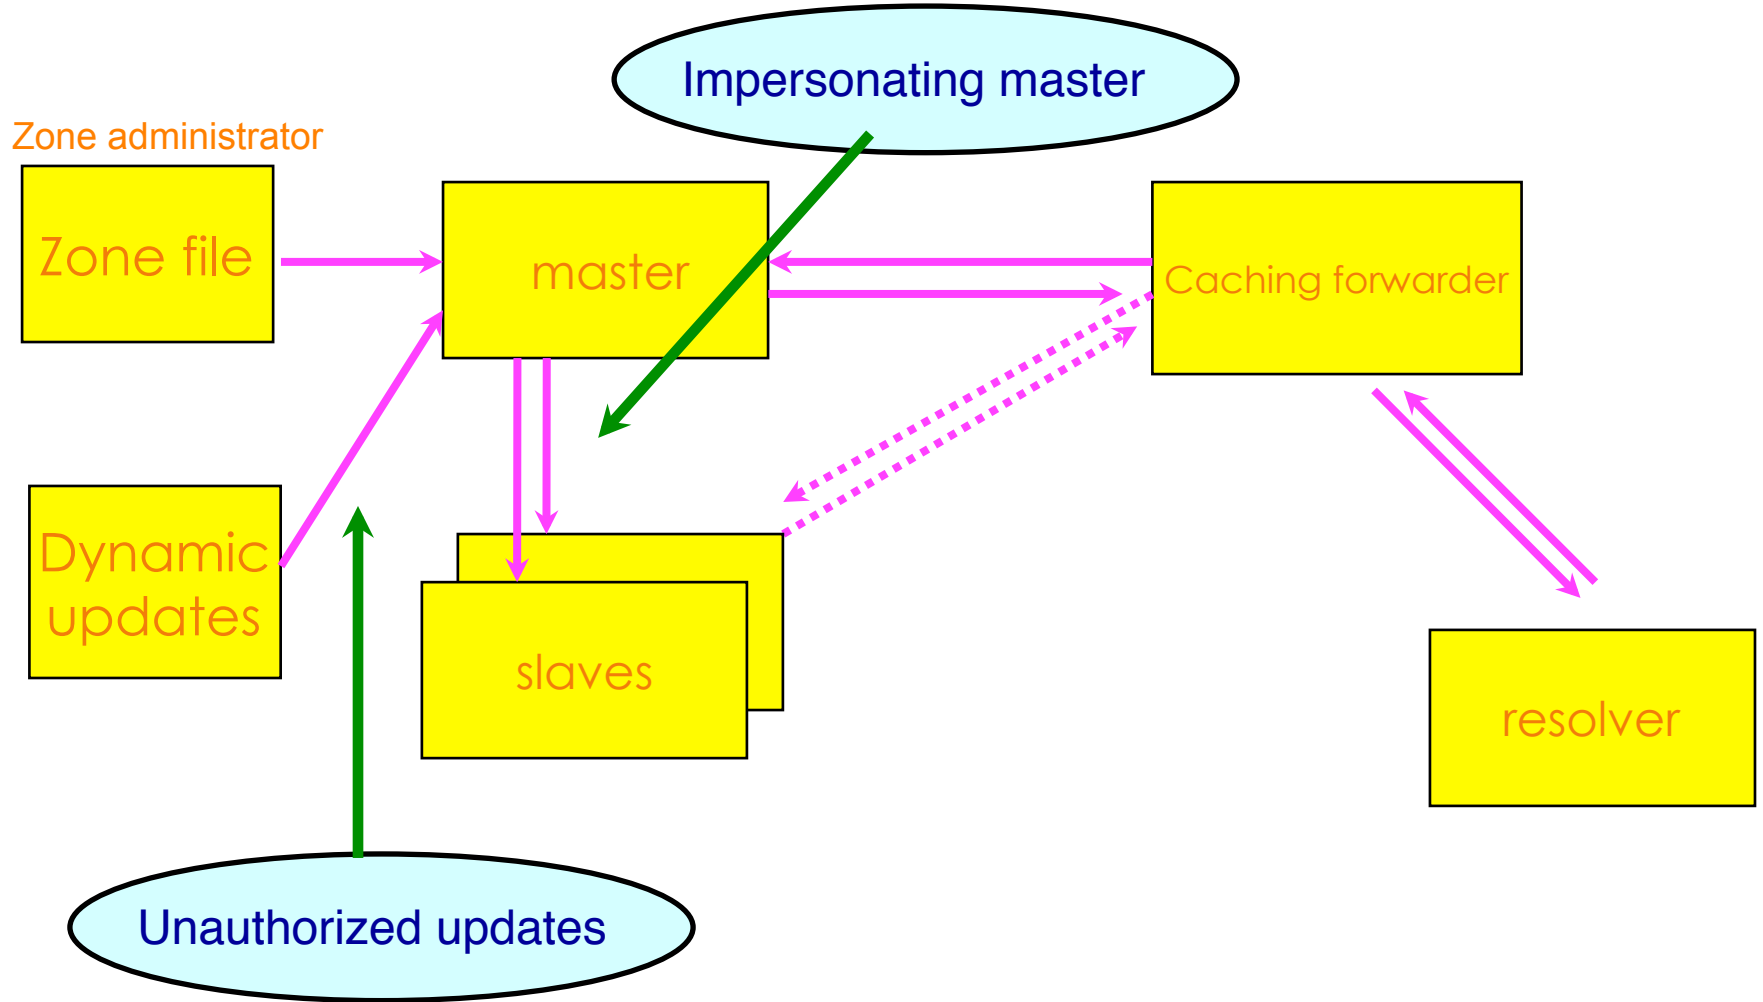 Impersonating master
Zone administrator
Zone file
master
Caching forwarder
Dynamic
updates
slaves
resolver
Unauthorized updates